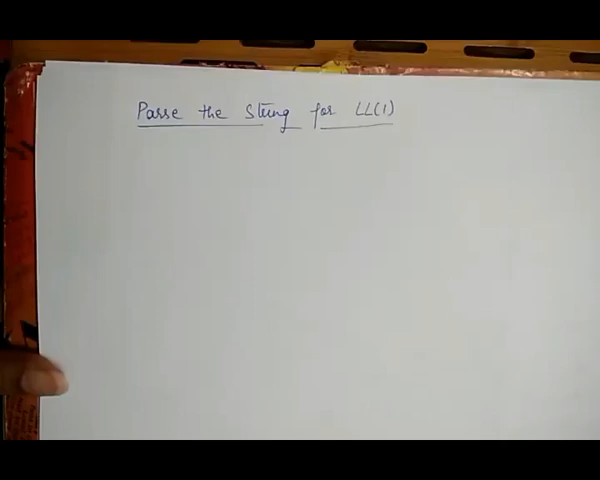 Parse the String for LL(1)